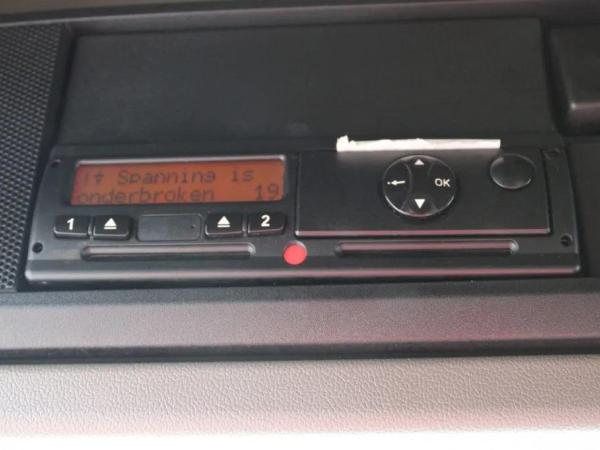 ! Spanning is
onderbroken 19
1
2
OK